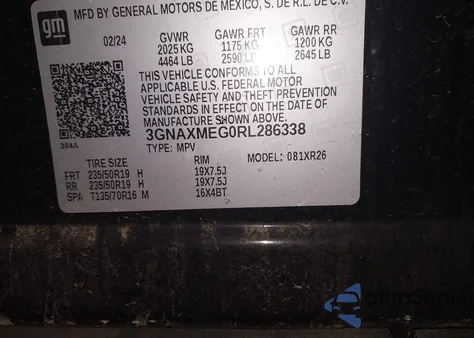 MFD BY GENERAL MOTORS DE MEXICO, S. DE R.L. DE C.V.
gm
02/24 GVWR GAWR FRT GAWR RR
2025 KG 1175 KG 1200 KG
4464 LB 2590 LB 2645 LB
THIS VEHICLE CONFORMS TO ALL
APPLICABLE U.S. FEDERAL MOTOR
VEHICLE SAFETY AND THEFT PREVENTION
STANDARDS IN EFFECT ON THE DATE OF
MANUFACTURE SHOWN ABOVE.
3GNAXMEG0RL286338
384A TYPE: MPV MODEL: 081XR26
TIRE SIZE RIM
FRT 235/50R19 H 19X7.5J
RR 235/50R19 H 19X7.5J
SPA T135/70R16 M 16X4BT